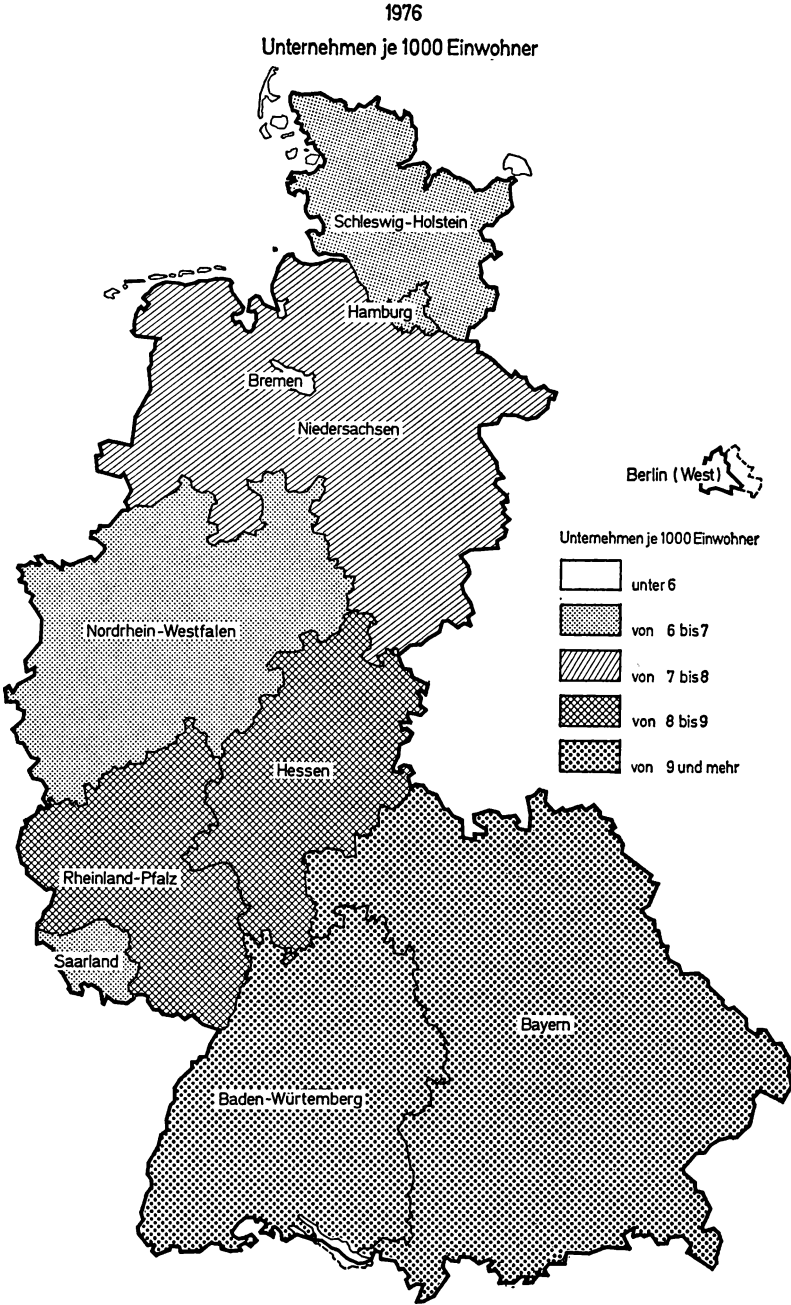 1976
Unternehmen je 1000 Einwohner
Schleswig-Holstein
Hamburg
Bremen
Niedersachsen
Berlin (West)
Unternehmen je 1000 Einwohner
unter 6
von 6 bis 7
von 7 bis 8
von 8 bis 9
von 9 und mehr
Nordrhein-Westfalen
Hessen
Rheinland-Pfalz
Saarland
Bayern
Baden-Würtemberg